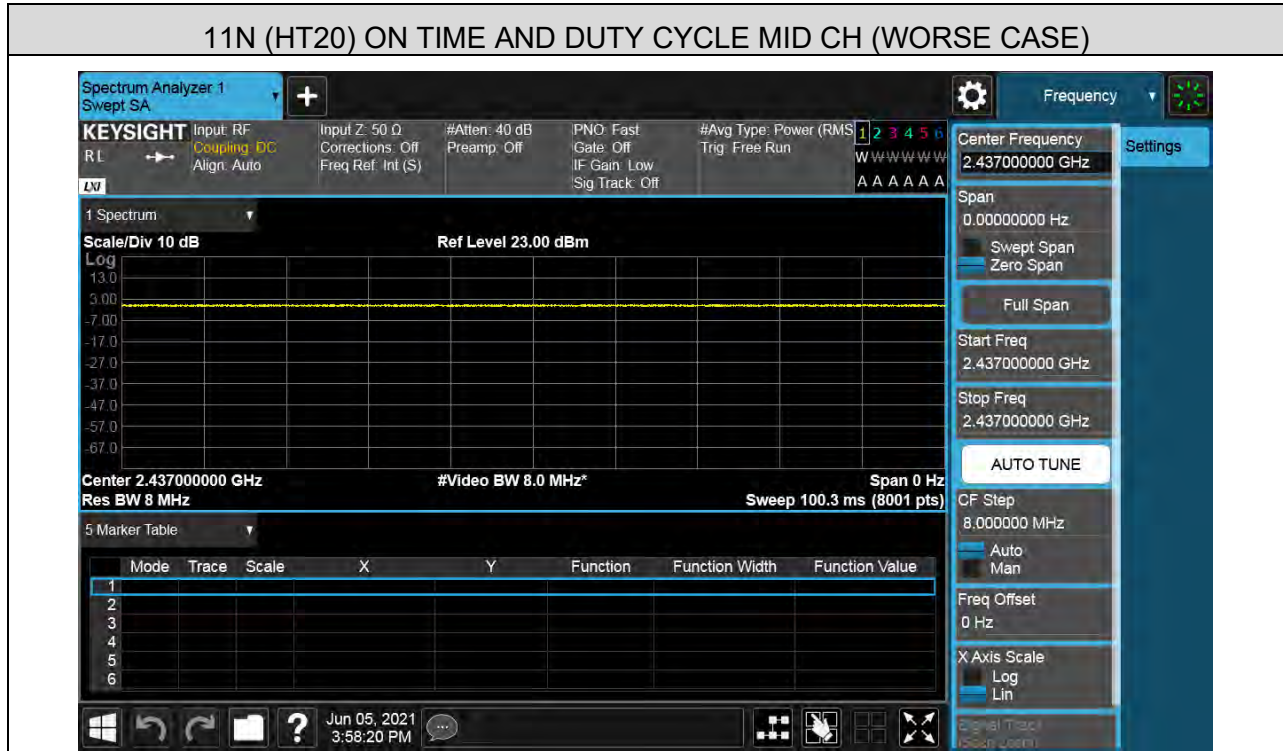 11N (HT20) ON TIME AND DUTY CYCLE MID CH (WORSE CASE)
Spectrum Analyzer 1
Swept SA
Frequency
KEYSIGHT
RL
LXI
Input: RF
Coupling: DC
Align: Auto
Input Z: 50 Ω
Corrections: Off
Freq Ref: Int (S)
#Atten: 40 dB
Preamp: Off
PNO: Fast
Gate: Off
IF Gain: Low
Sig Track: Off
#Avg Type: Power (RMS
Trig: Free Run
1 2 3 4 5 6
W W W W W W
A A A A A A
1 Spectrum
Scale/Div 10 dB
Ref Level 23.00 dBm
Log
13.0
3.00
-7.00
-17.0
-27.0
-37.0
-47.0
-57.0
-67.0
Center 2.437000000 GHz
#Video BW 8.0 MHz*
Span 0 Hz
Res BW 8 MHz
Sweep 100.3 ms (8001 pts)
5 Marker Table
Mode Trace Scale X Y Function Function Width Function Value
1
2
3
4
5
6
Jun 05, 2021
3:58:20 PM
Center Frequency
2.437000000 GHz
Settings
Span
0.00000000 Hz
Swept Span
Zero Span
Full Span
Start Freq
2.437000000 GHz
Stop Freq
2.437000000 GHz
AUTO TUNE
CF Step
8.000000 MHz
Auto
Man
Freq Offset
0 Hz
X Axis Scale
Log
Lin
Signal Track
(Span Zoom)